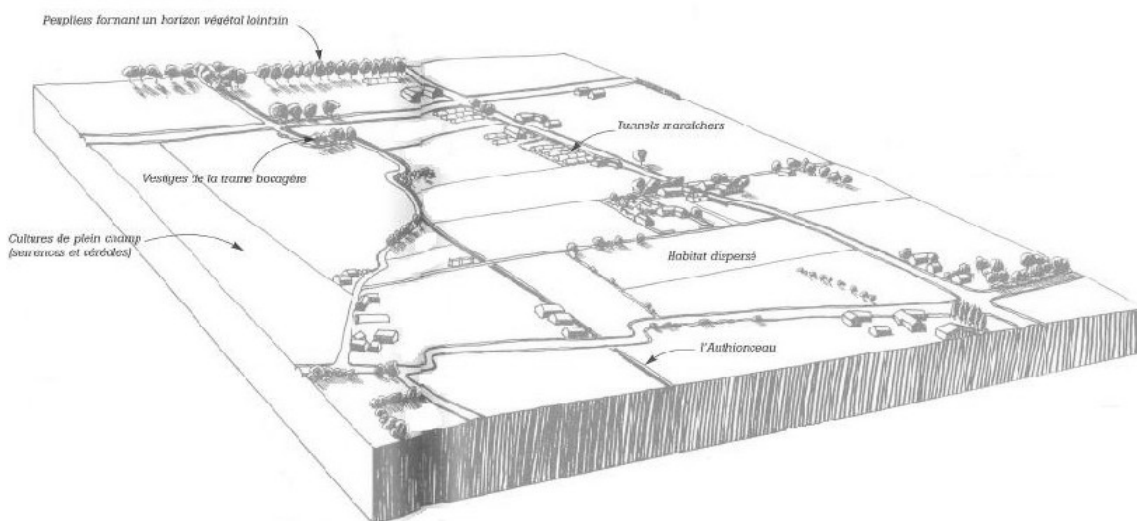 Peupliers formant un horizon végétal lointain
Tunnels maraîchers
Vestiges de la trame bocagère
Cultures de plein champ
(semences et céréales)
Habitat dispersé
l'Authionceau